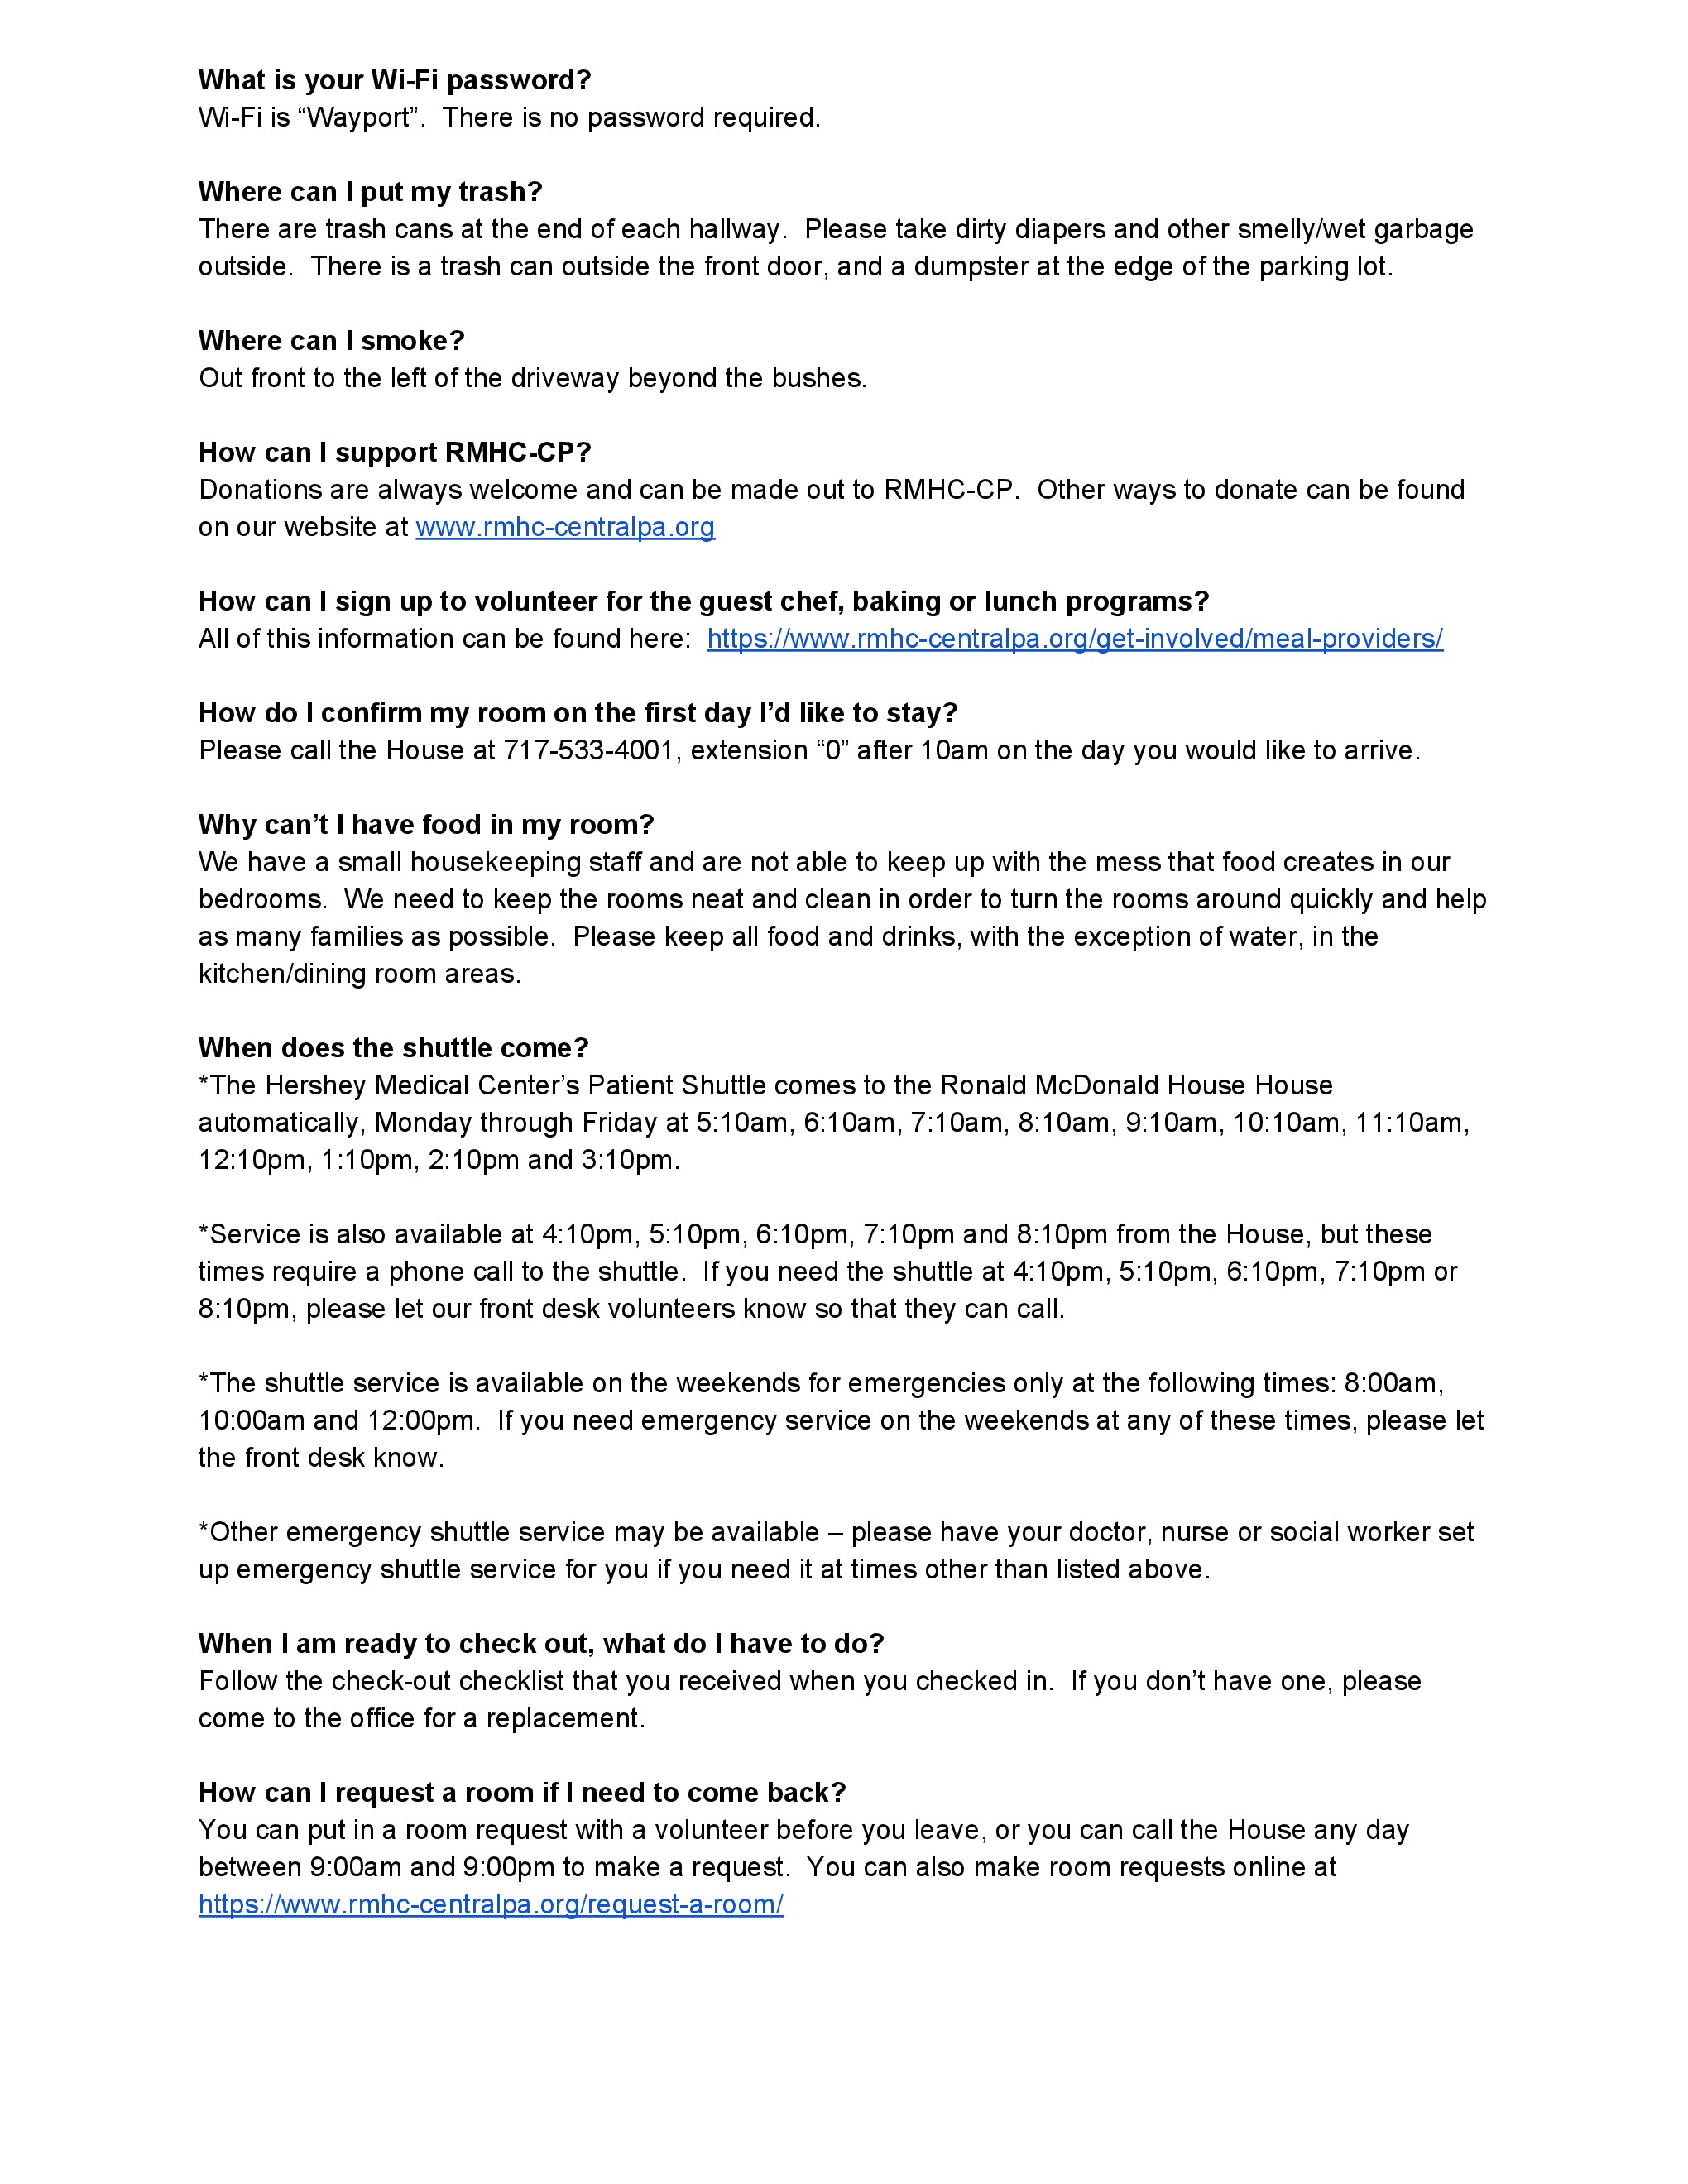 What is your Wi-Fi password?
Wi-Fi is “Wayport”.  There is no password required.
Where can I put my trash?
There are trash cans at the end of each hallway.  Please take dirty diapers and other smelly/wet garbage
outside.  There is a trash can outside the front door, and a dumpster at the edge of the parking lot.
Where can I smoke?
Out front to the left of the driveway beyond the bushes.
How can I support RMHC-CP?
Donations are always welcome and can be made out to RMHC-CP.  Other ways to donate can be found
on our website at www.rmhc-centralpa.org
How can I sign up to volunteer for the guest chef, baking or lunch programs?
All of this information can be found here:  https://www.rmhc-centralpa.org/get-involved/meal-providers/
How do I confirm my room on the first day I’d like to stay?
Please call the House at 717-533-4001, extension “0” after 10am on the day you would like to arrive.
Why can’t I have food in my room?
We have a small housekeeping staff and are not able to keep up with the mess that food creates in our
bedrooms.  We need to keep the rooms neat and clean in order to turn the rooms around quickly and help
as many families as possible.  Please keep all food and drinks, with the exception of water, in the
kitchen/dining room areas.
When does the shuttle come?
*The Hershey Medical Center’s Patient Shuttle comes to the Ronald McDonald House House
automatically, Monday through Friday at 5:10am, 6:10am, 7:10am, 8:10am, 9:10am, 10:10am, 11:10am,
12:10pm, 1:10pm, 2:10pm and 3:10pm.
*Service is also available at 4:10pm, 5:10pm, 6:10pm, 7:10pm and 8:10pm from the House, but these
times require a phone call to the shuttle.  If you need the shuttle at 4:10pm, 5:10pm, 6:10pm, 7:10pm or
8:10pm, please let our front desk volunteers know so that they can call.
*The shuttle service is available on the weekends for emergencies only at the following times: 8:00am,
10:00am and 12:00pm.  If you need emergency service on the weekends at any of these times, please let
the front desk know.
*Other emergency shuttle service may be available – please have your doctor, nurse or social worker set
up emergency shuttle service for you if you need it at times other than listed above.
When I am ready to check out, what do I have to do?
Follow the check-out checklist that you received when you checked in.  If you don’t have one, please
come to the office for a replacement.
How can I request a room if I need to come back?
You can put in a room request with a volunteer before you leave, or you can call the House any day
between 9:00am and 9:00pm to make a request.  You can also make room requests online at
https://www.rmhc-centralpa.org/request-a-room/